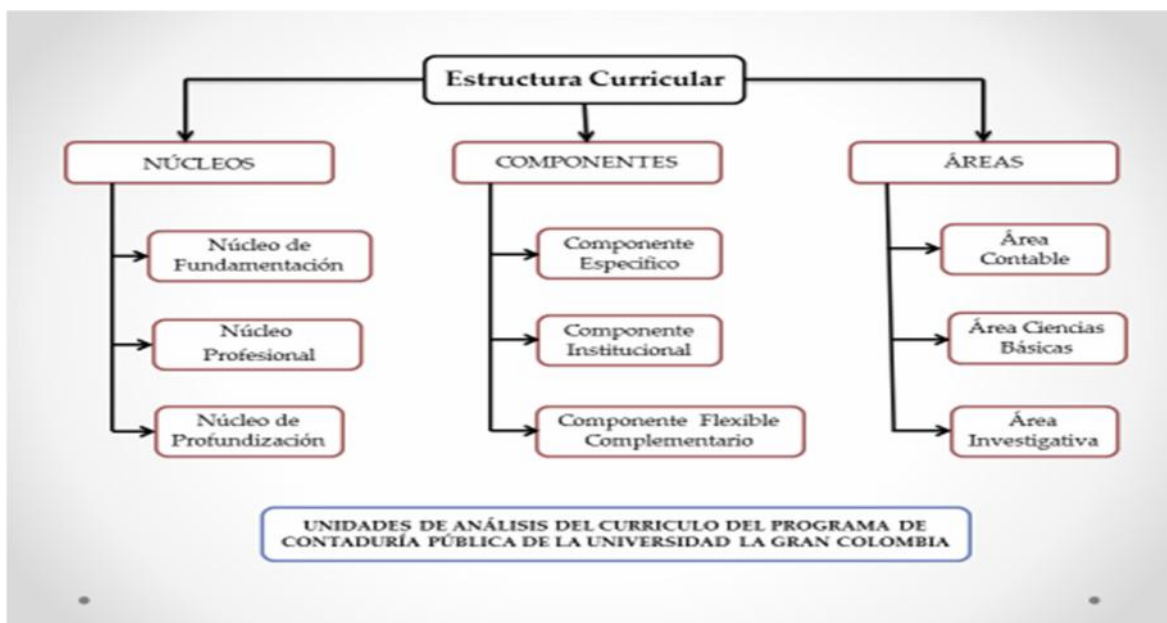 Estructura Curricular
NÚCLEOS
COMPONENTES
ÁREAS
Núcleo de
Fundamentación
Núcleo
Profesional
Núcleo de
Profundización
Componente
Especifico
Componente
Institucional
Componente Flexible
Complementario
Área
Contable
Área Ciencias
Básicas
Área
Investigativa
UNIDADES DE ANÁLISIS DEL CURRICULO DEL PROGRAMA DE
CONTADURÍA PÚBLICA DE LA UNIVERSIDAD LA GRAN COLOMBIA